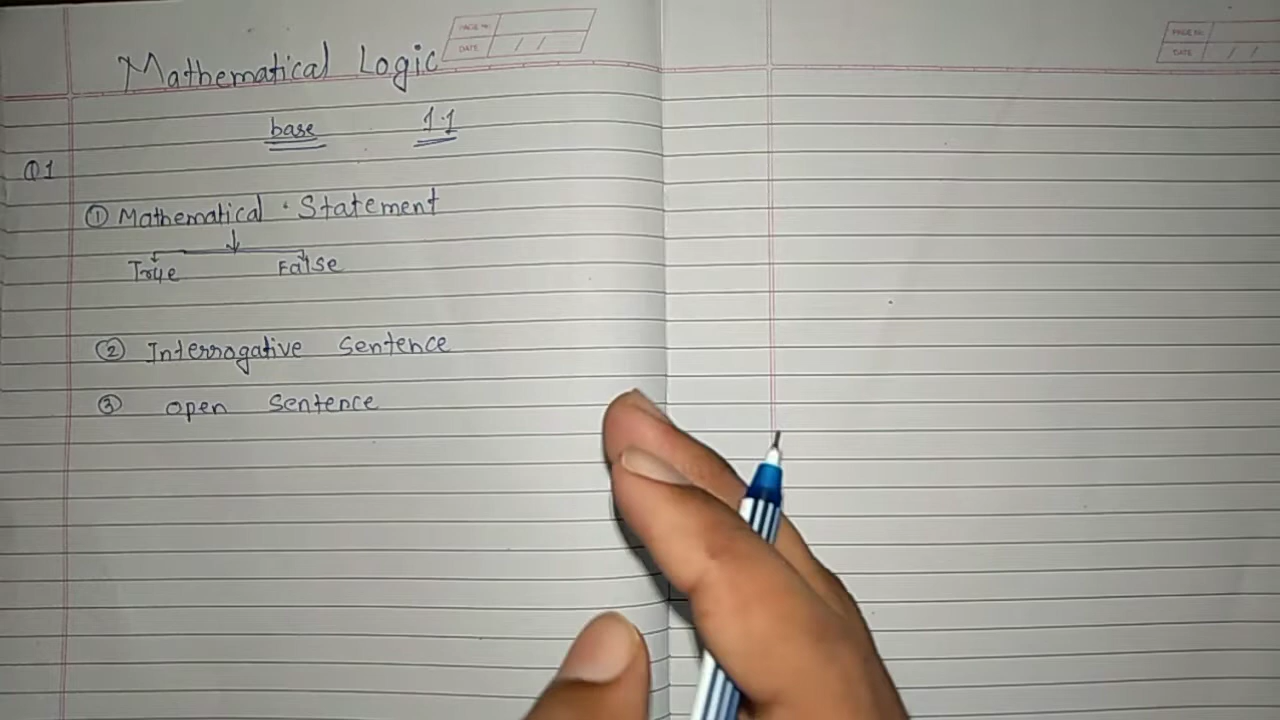 PAGE No.
DATE / /
Mathematical Logic
base 1.1
Q1
① Mathematical Statement
True False
② Interrogative Sentence
③ open Sentence
PAGE No.
DATE / /